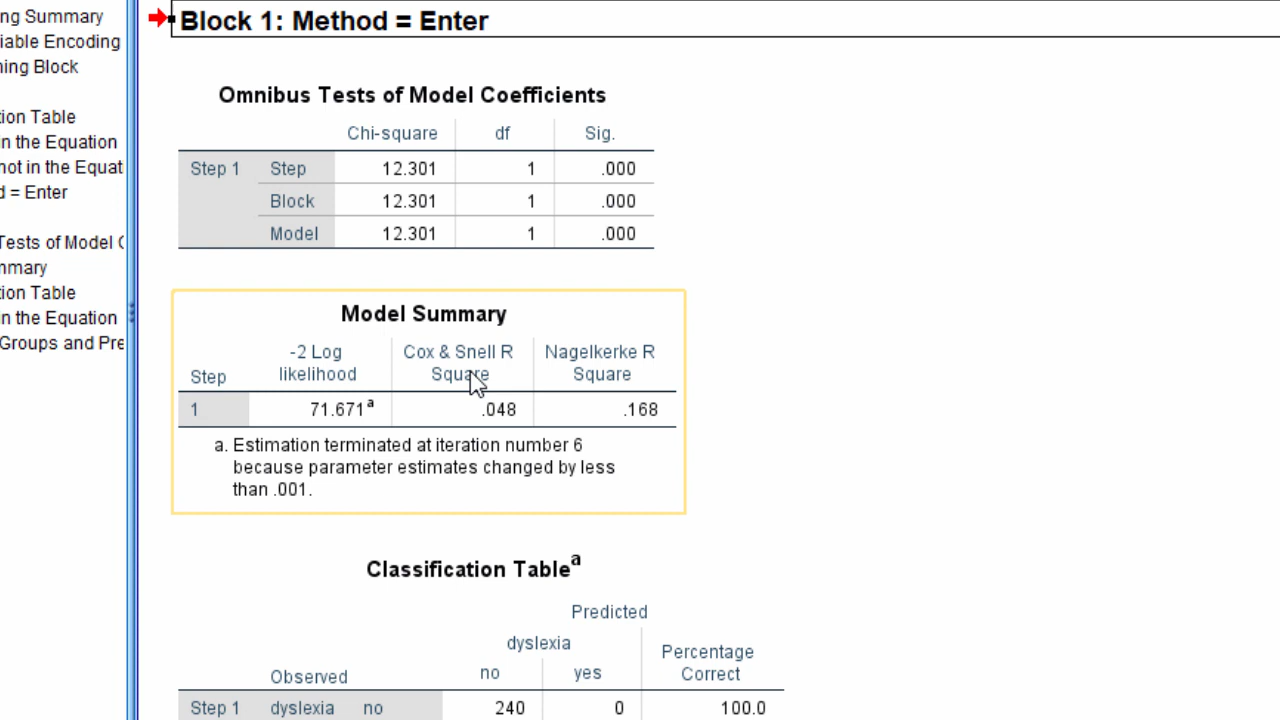 ng Summary
iable Encoding
ning Block
ion Table
in the Equation
not in the Equat
d = Enter
Tests of Model C
nmary
ion Table
in the Equation
Groups and Pre
Block 1: Method = Enter
Omnibus Tests of Model Coefficients
Chi-square df Sig.
Step 1 Step 12.301 1 .000
Block 12.301 1 .000
Model 12.301 1 .000
Model Summary
Step -2 Log likelihood Cox & Snell R Square Nagelkerke R Square
1 71.671a .048 .168
a. Estimation terminated at iteration number 6
because parameter estimates changed by less
than .001.
Classification Tablea
Predicted
dyslexia Percentage Correct
Observed no yes
Step 1 dyslexia no 240 0 100.0